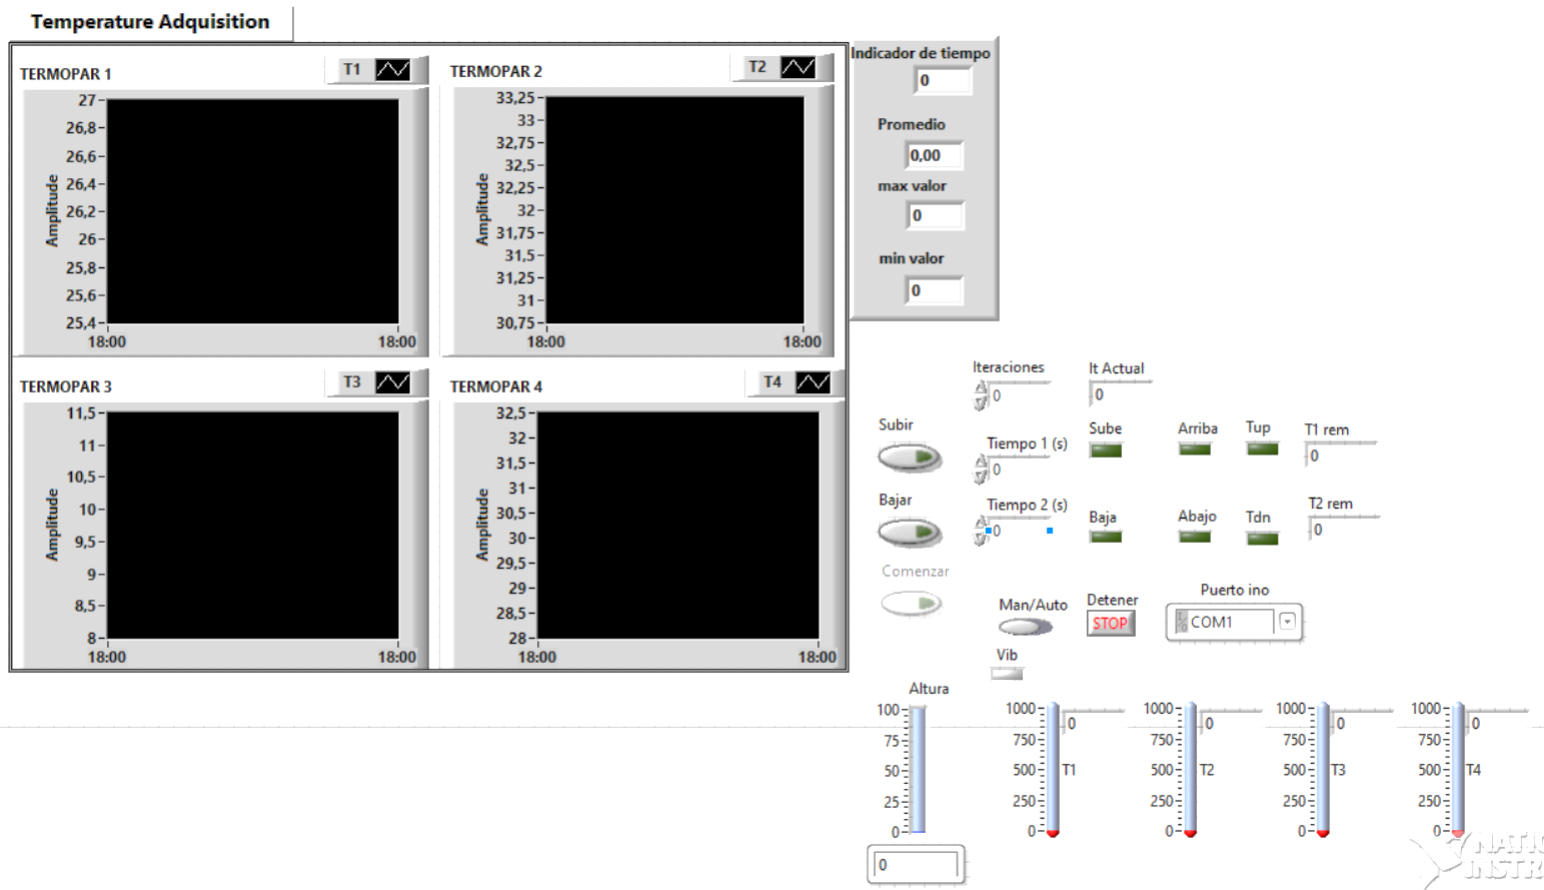 Temperature Adquisition
TERMOPAR 1
T1
27
26,8
26,6
26,4
26,2
26
25,8
25,6
25,4
Amplitude
18:00
18:00
TERMOPAR 2
T2
33,25
33
32,75
32,5
32,25
32
31,75
31,5
31,25
31
30,75
Amplitude
18:00
18:00
Indicador de tiempo
0
Promedio
0,00
max valor
0
min valor
0
TERMOPAR 3
T3
11,5
11
10,5
10
9,5
9
8,5
8
Amplitude
18:00
18:00
TERMOPAR 4
T4
32,5
32
31,5
31
30,5
30
29,5
29
28,5
28
Amplitude
18:00
18:00
Iteraciones
0
It Actual
0
Subir
Tiempo 1 (s)
0
Sube
Arriba
Tup
T1 rem
0
Bajar
Tiempo 2 (s)
0
Baja
Abajo
Tdn
T2 rem
0
Comenzar
Man/Auto
Detener
STOP
Puerto ino
COM1
Vib
Altura
100
75
50
25
0
0
1000
750
500
250
0
0
T1
1000
750
500
250
0
0
T2
1000
750
500
250
0
0
T3
1000
750
500
250
0
0
T4
NATIO
INSTR